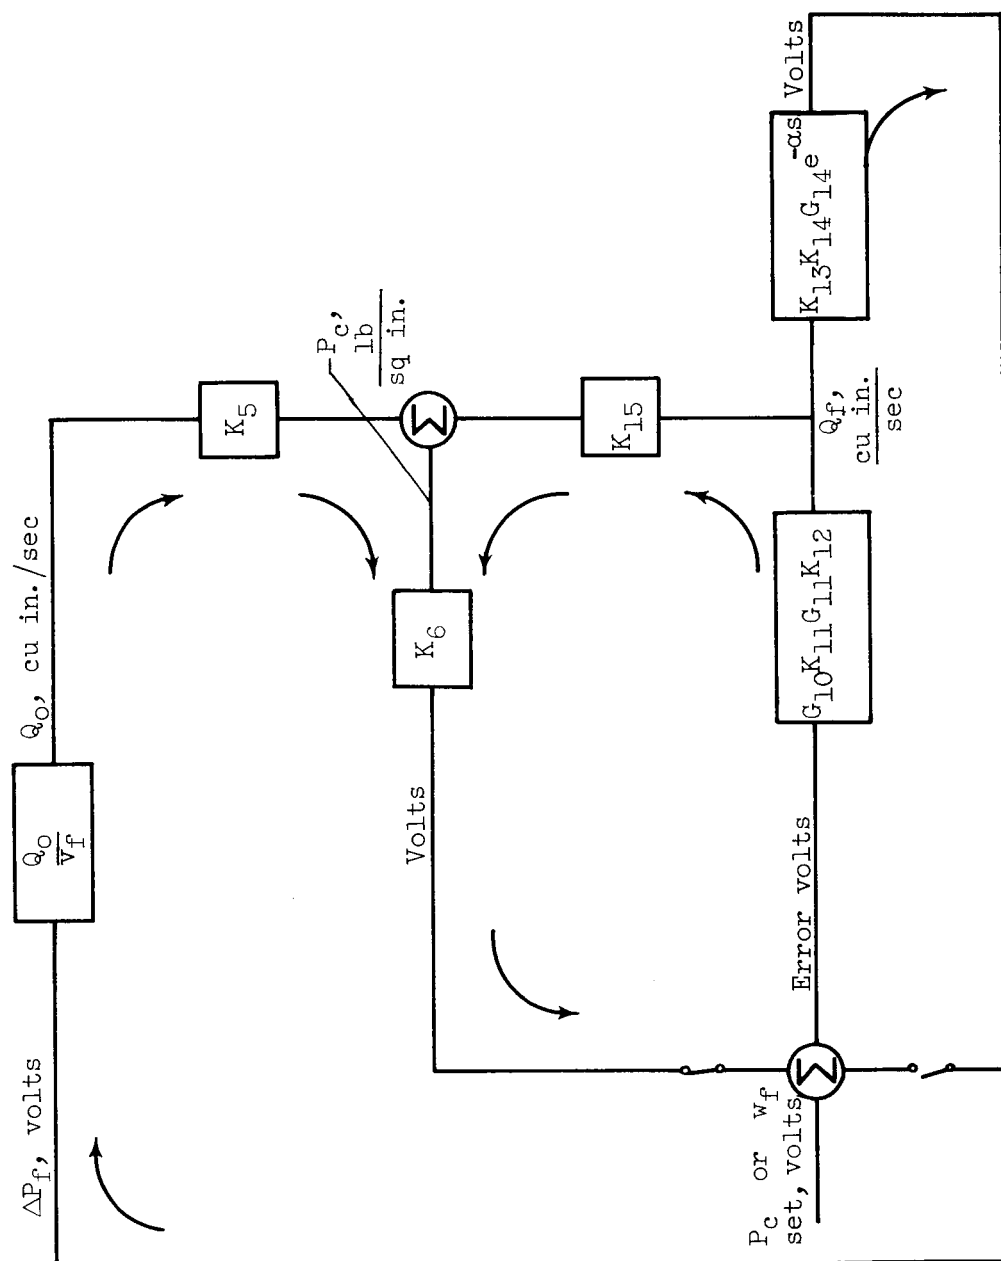 ΔP_f, volts
Q_o
v_f
Q_o, cu in./sec
K_5
P_c,
lb
sq in.
Σ
K_6
Volts
K_15
P_c or w_f
set, volts
Σ
Error volts
G_10K_11G_11K_12
Q_f,
cu in.
sec
K_13K_14G_14e^-αs
Volts